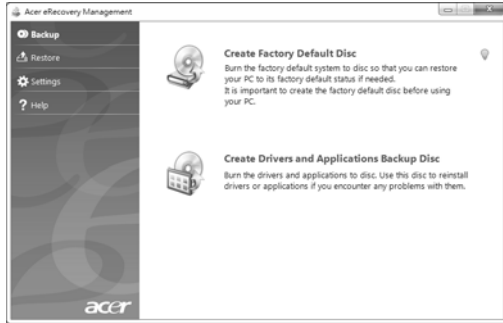 Acer eRecovery Management
Backup
Restore
Settings
? Help
Create Factory Default Disc
Burn the factory default system to disc so that you can restore
your PC to its factory default status if needed.
It is important to create the factory default disc before using
your PC.
Create Drivers and Applications Backup Disc
Burn the drivers and applications to disc. Use this disc to reinstall
drivers or applications if you encounter any problems with them.
acer